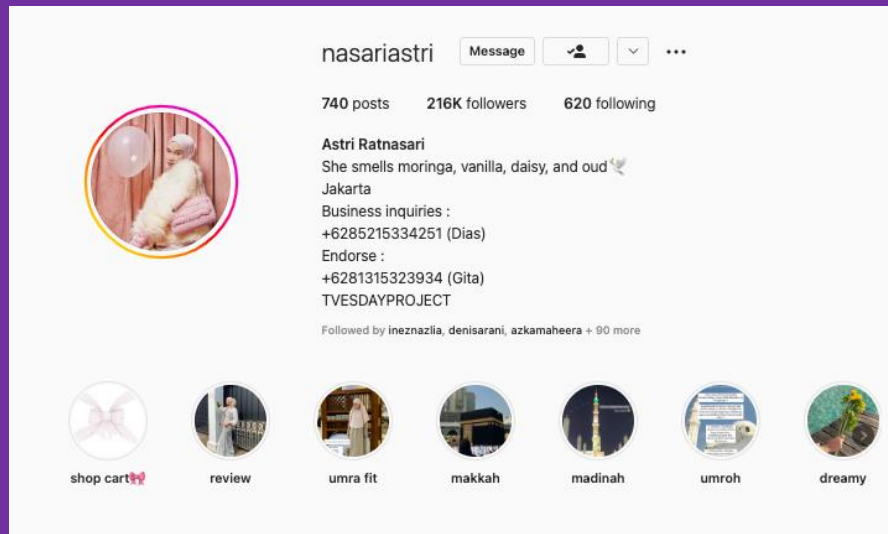 nasariastri Message
740 posts 216K followers 620 following
Astri Ratnasari
She smells moringa, vanilla, daisy, and oud🕊️
Jakarta
Business inquiries :
+6285215334251 (Dias)
Endorse :
+6281315323934 (Gita)
TVESDAYPROJECT
Followed by ineznazlia, denisarani, azkamaheera + 90 more
shop cart🎀 review umra fit makkah madinah umroh dreamy